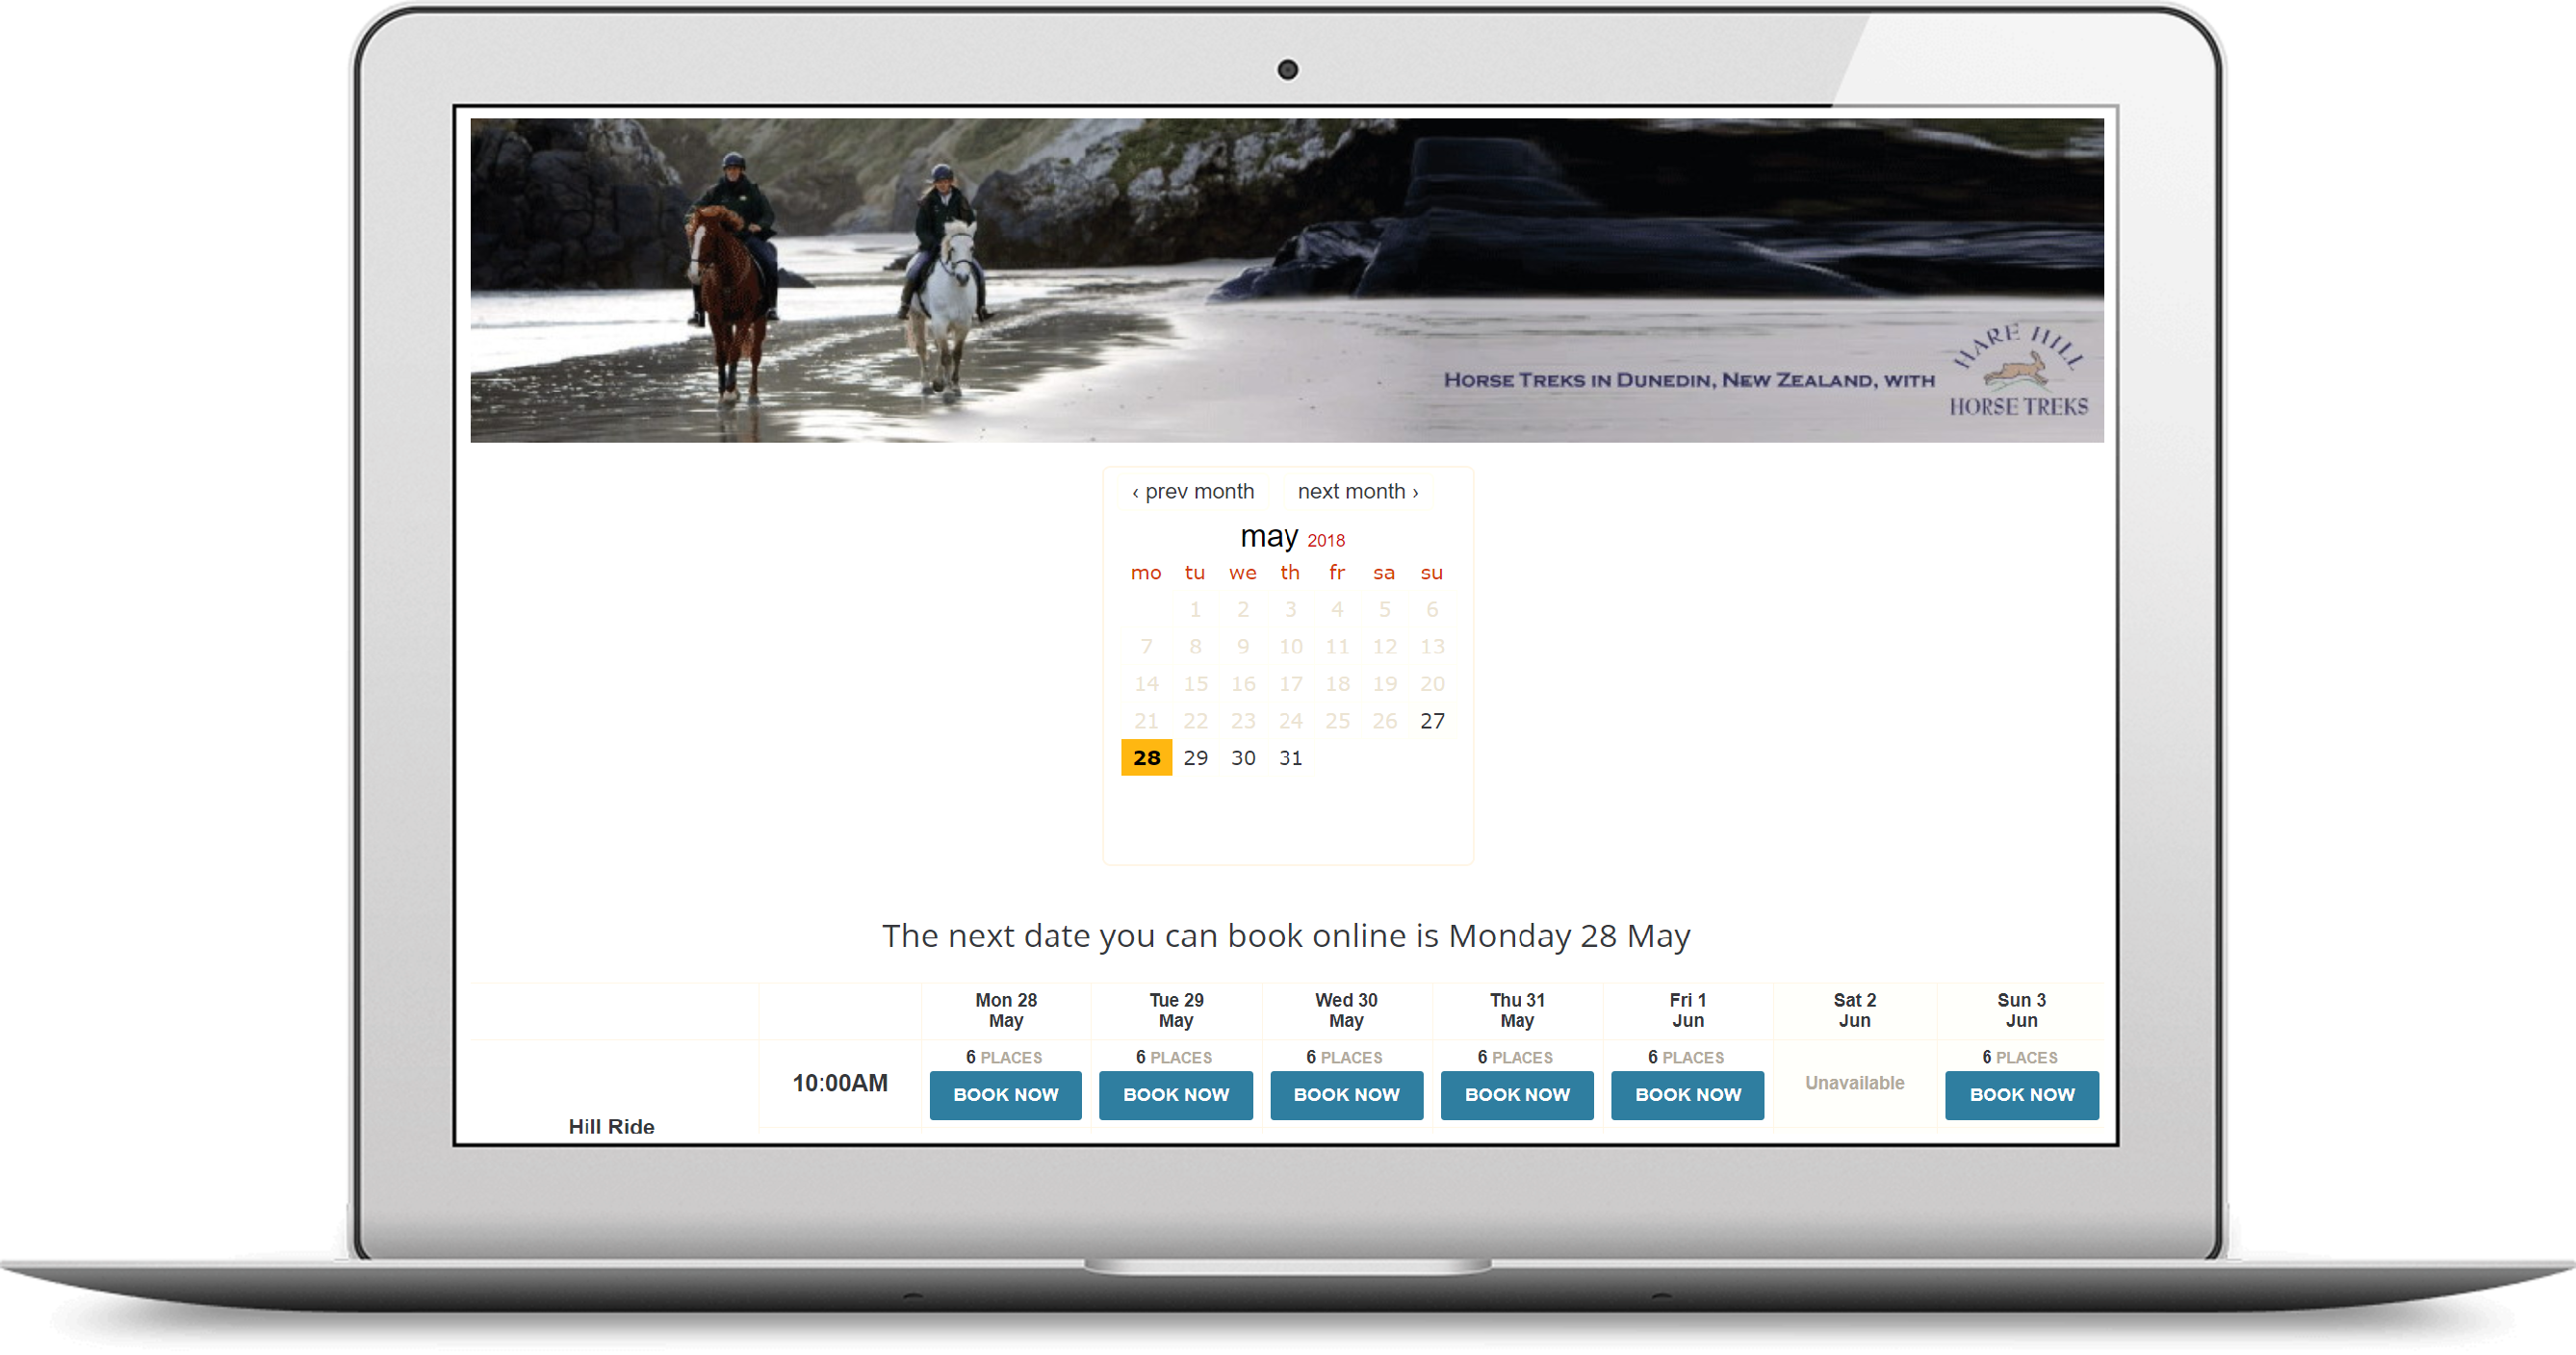 HORSE TREKS IN DUNEDIN, NEW ZEALAND, WITH
HARE HILL
HORSE TREKS
‹ prev month next month ›
may 2018
mo tu we th fr sa su
1 2 3 4 5 6
7 8 9 10 11 12 13
14 15 16 17 18 19 20
21 22 23 24 25 26 27
28 29 30 31
The next date you can book online is Monday 28 May
Mon 28 May Tue 29 May Wed 30 May Thu 31 May Fri 1 Jun Sat 2 Jun Sun 3 Jun
6 PLACES 6 PLACES 6 PLACES 6 PLACES 6 PLACES 6 PLACES
10:00AM BOOK NOW BOOK NOW BOOK NOW BOOK NOW BOOK NOW Unavailable BOOK NOW
Hill Ride